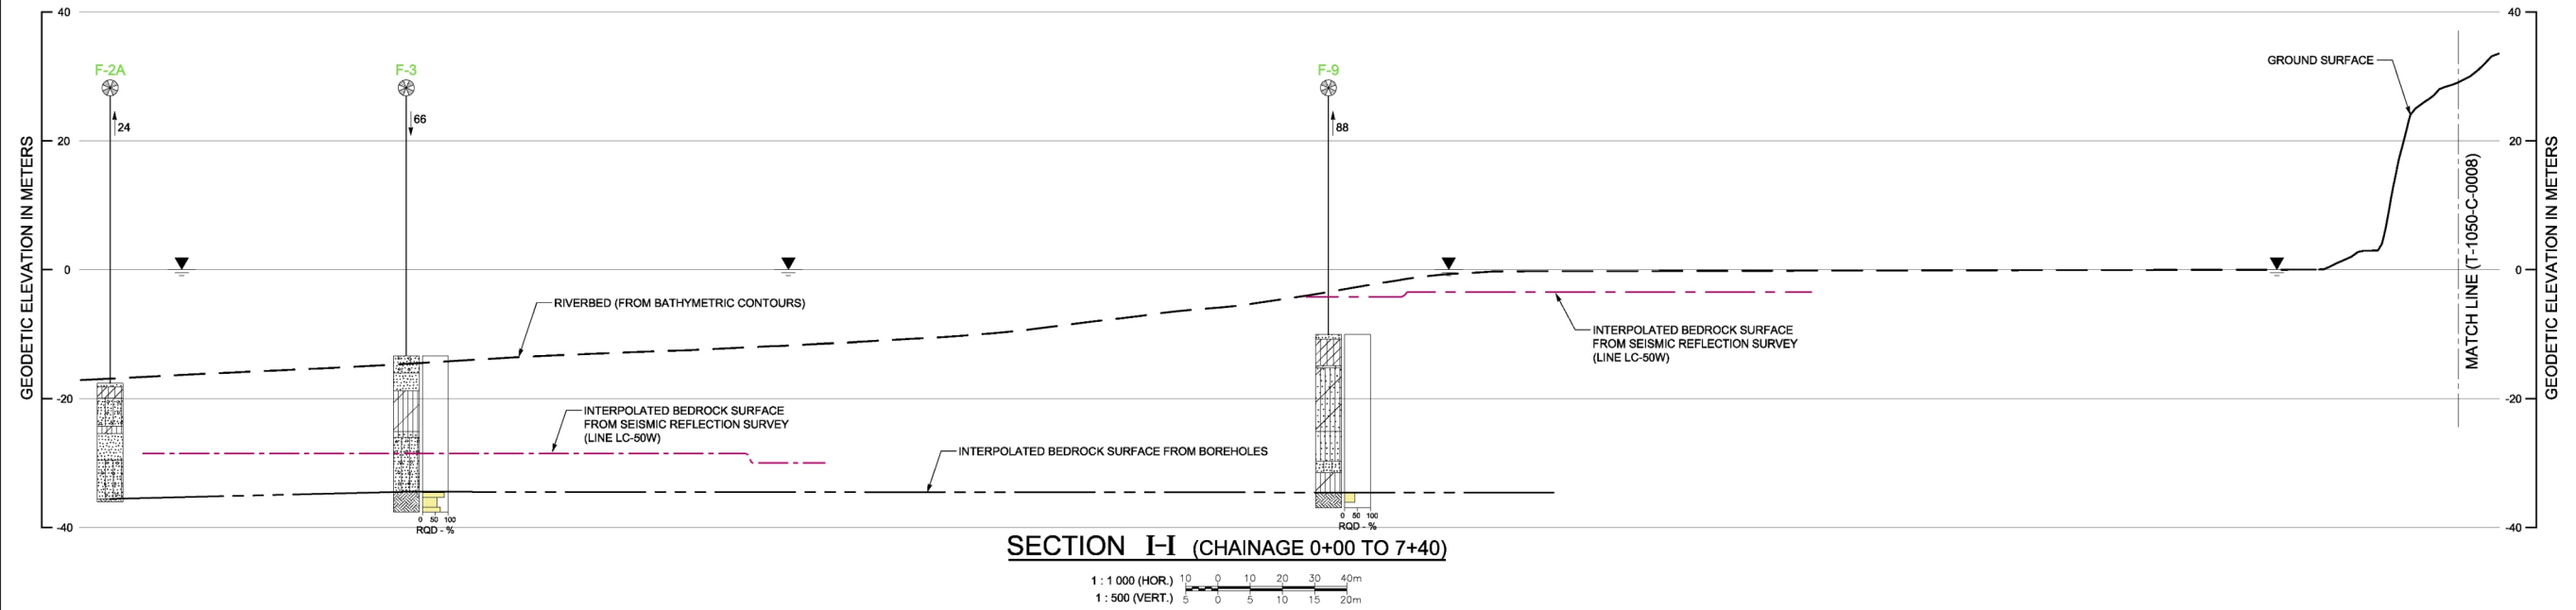 40
40
GROUND SURFACE
F-2A
F-3
F-9
24
66
88
20
20
GEODETIC ELEVATION IN METERS
MATCH LINE (T-1050-C-0008)
GEODETIC ELEVATION IN METERS
0
0
RIVERBED (FROM BATHYMETRIC CONTOURS)
INTERPOLATED BEDROCK SURFACE
FROM SEISMIC REFLECTION SURVEY
(LINE LC-50W)
-20
-20
INTERPOLATED BEDROCK SURFACE
FROM SEISMIC REFLECTION SURVEY
(LINE LC-50W)
INTERPOLATED BEDROCK SURFACE FROM BOREHOLES
0 50 100
RQD - %
0 50 100
RQD - %
-40
-40
SECTION I-I (CHAINAGE 0+00 TO 7+40)
1 : 1 000 (HOR.) 10 0 10 20 30 40m
1 : 500 (VERT.) 5 0 5 10 15 20m